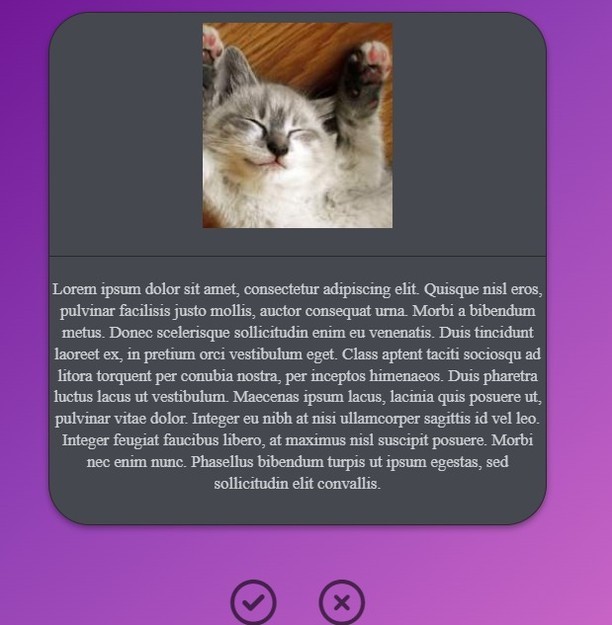 Lorem ipsum dolor sit amet, consectetur adipiscing elit. Quisque nisl eros,
pulvinar facilisis justo mollis, auctor consequat urna. Morbi a bibendum
metus. Donec scelerisque sollicitudin enim eu venenatis. Duis tincidunt
laoreet ex, in pretium orci vestibulum eget. Class aptent taciti sociosqu ad
litora torquent per conubia nostra, per inceptos himenaeos. Duis pharetra
luctus lacus ut vestibulum. Maecenas ipsum lacus, lacinia quis posuere ut,
pulvinar vitae dolor. Integer eu nibh at nisi ullamcorper sagittis id vel leo.
Integer feugiat faucibus libero, at maximus nisl suscipit posuere. Morbi
nec enim nunc. Phasellus bibendum turpis ut ipsum egestas, sed
sollicitudin elit convallis.